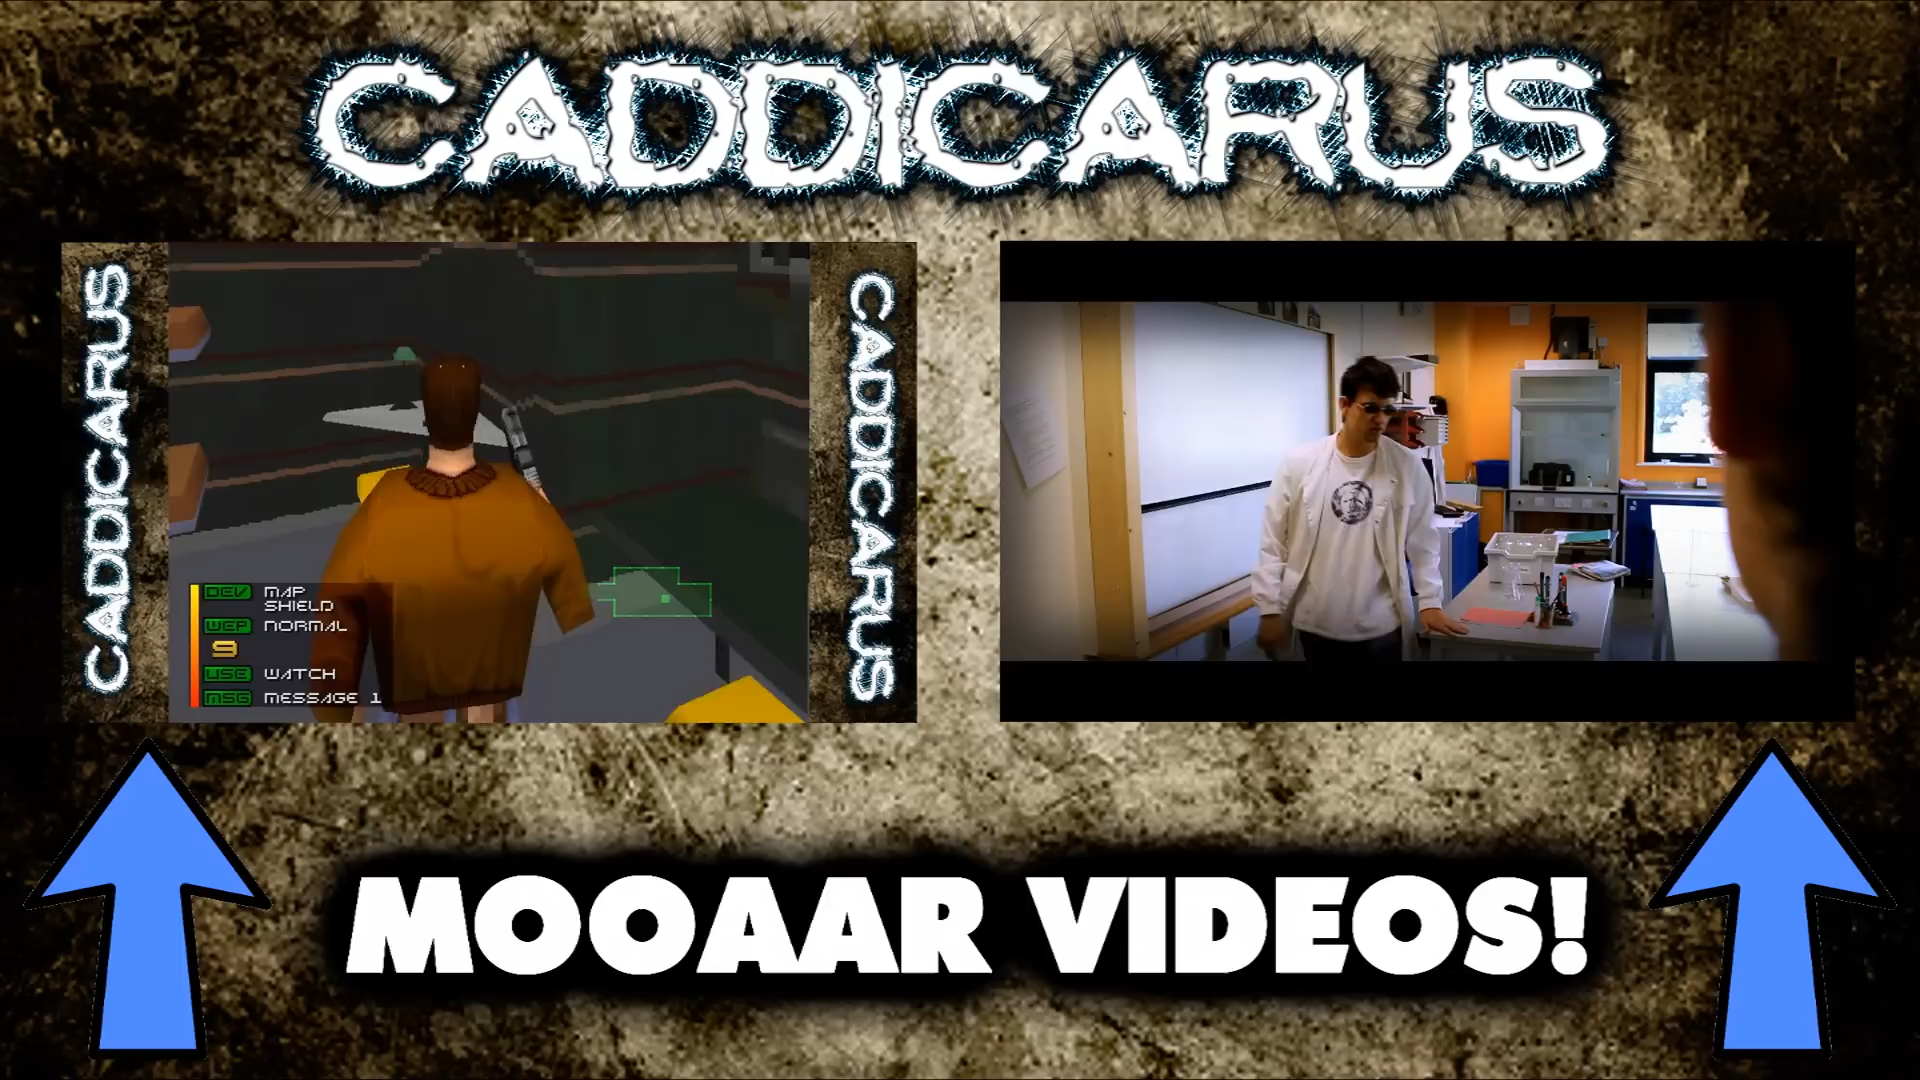 CADDICARUS
CADDICARUS
DEV MAP
SHIELD
WEP NORMAL
9
USE WATCH
MSG MESSAGE 1
CADDICARUS
MOOAAR VIDEOS!